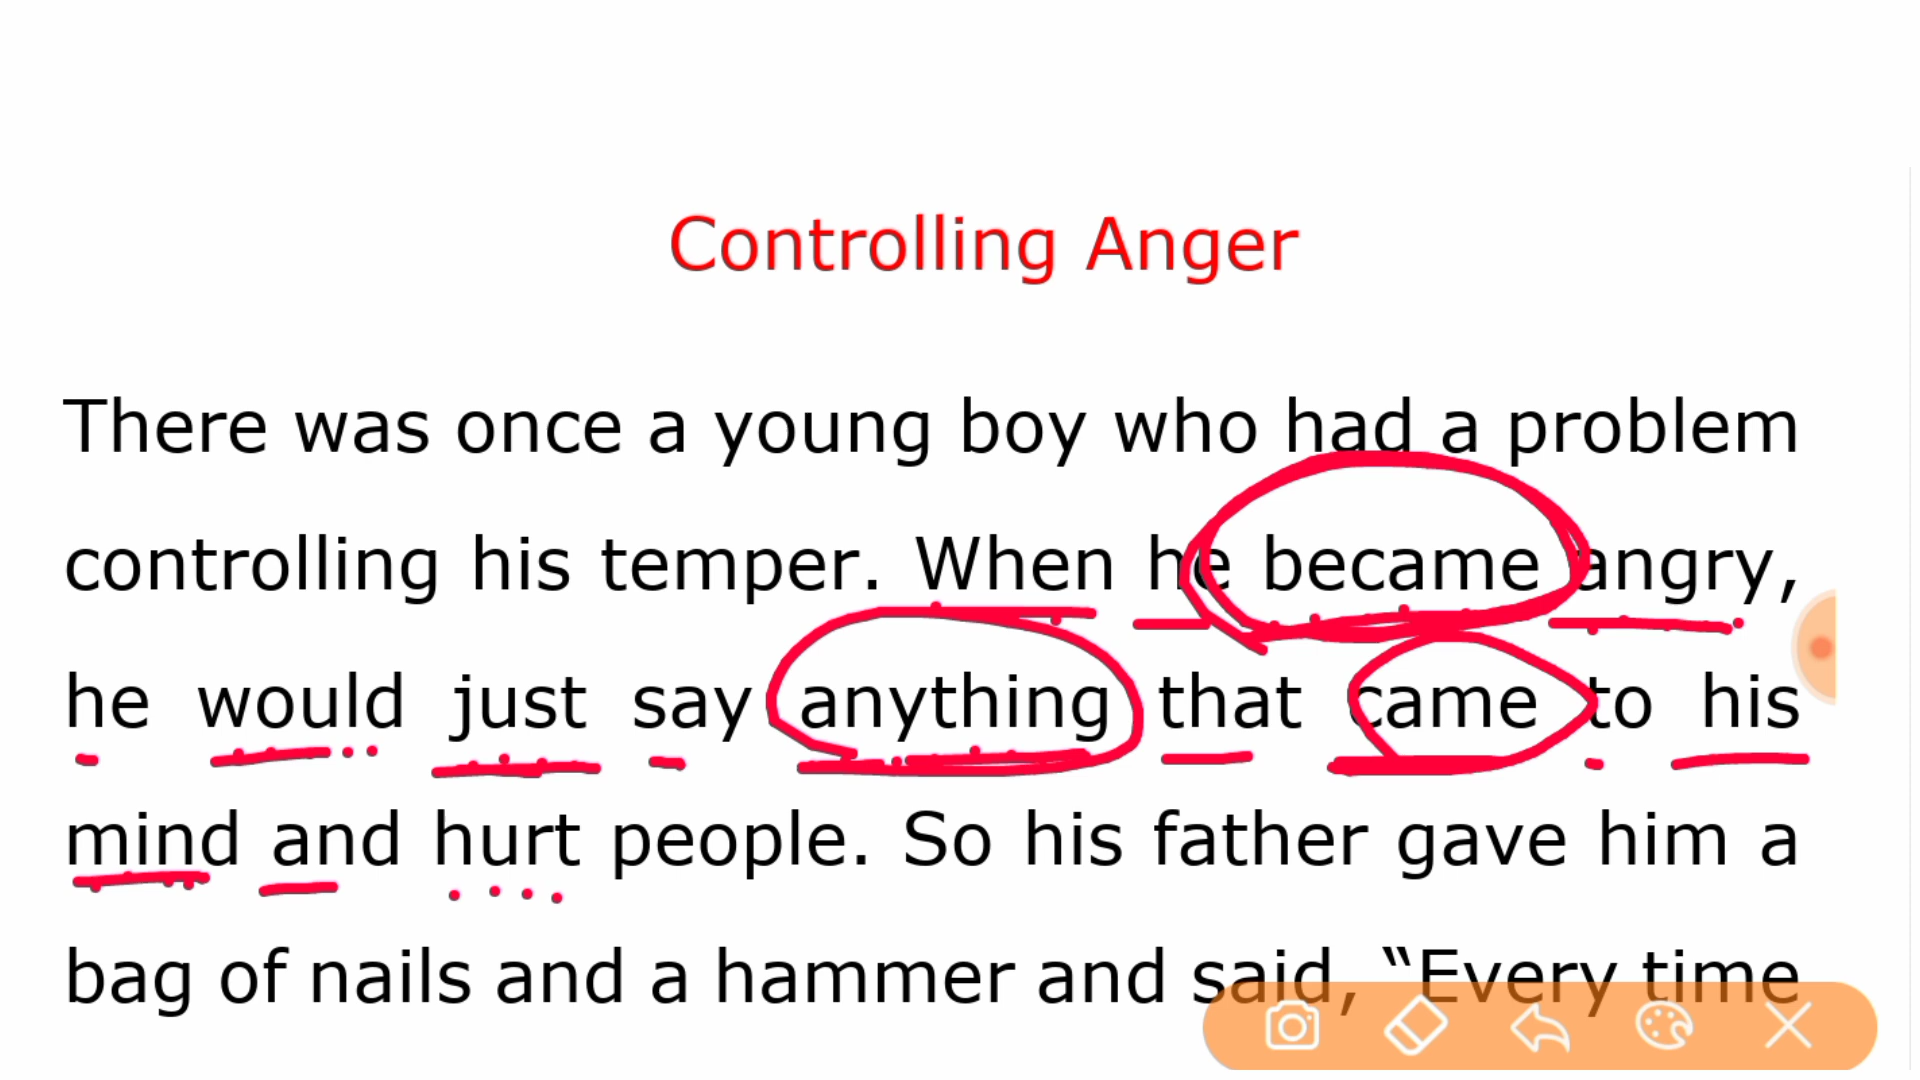 Controlling Anger
There was once a young boy who had a problem
controlling his temper. When he became angry,
he would just say anything that came to his
mind and hurt people. So his father gave him a
bag of nails and a hammer and said, “Every time